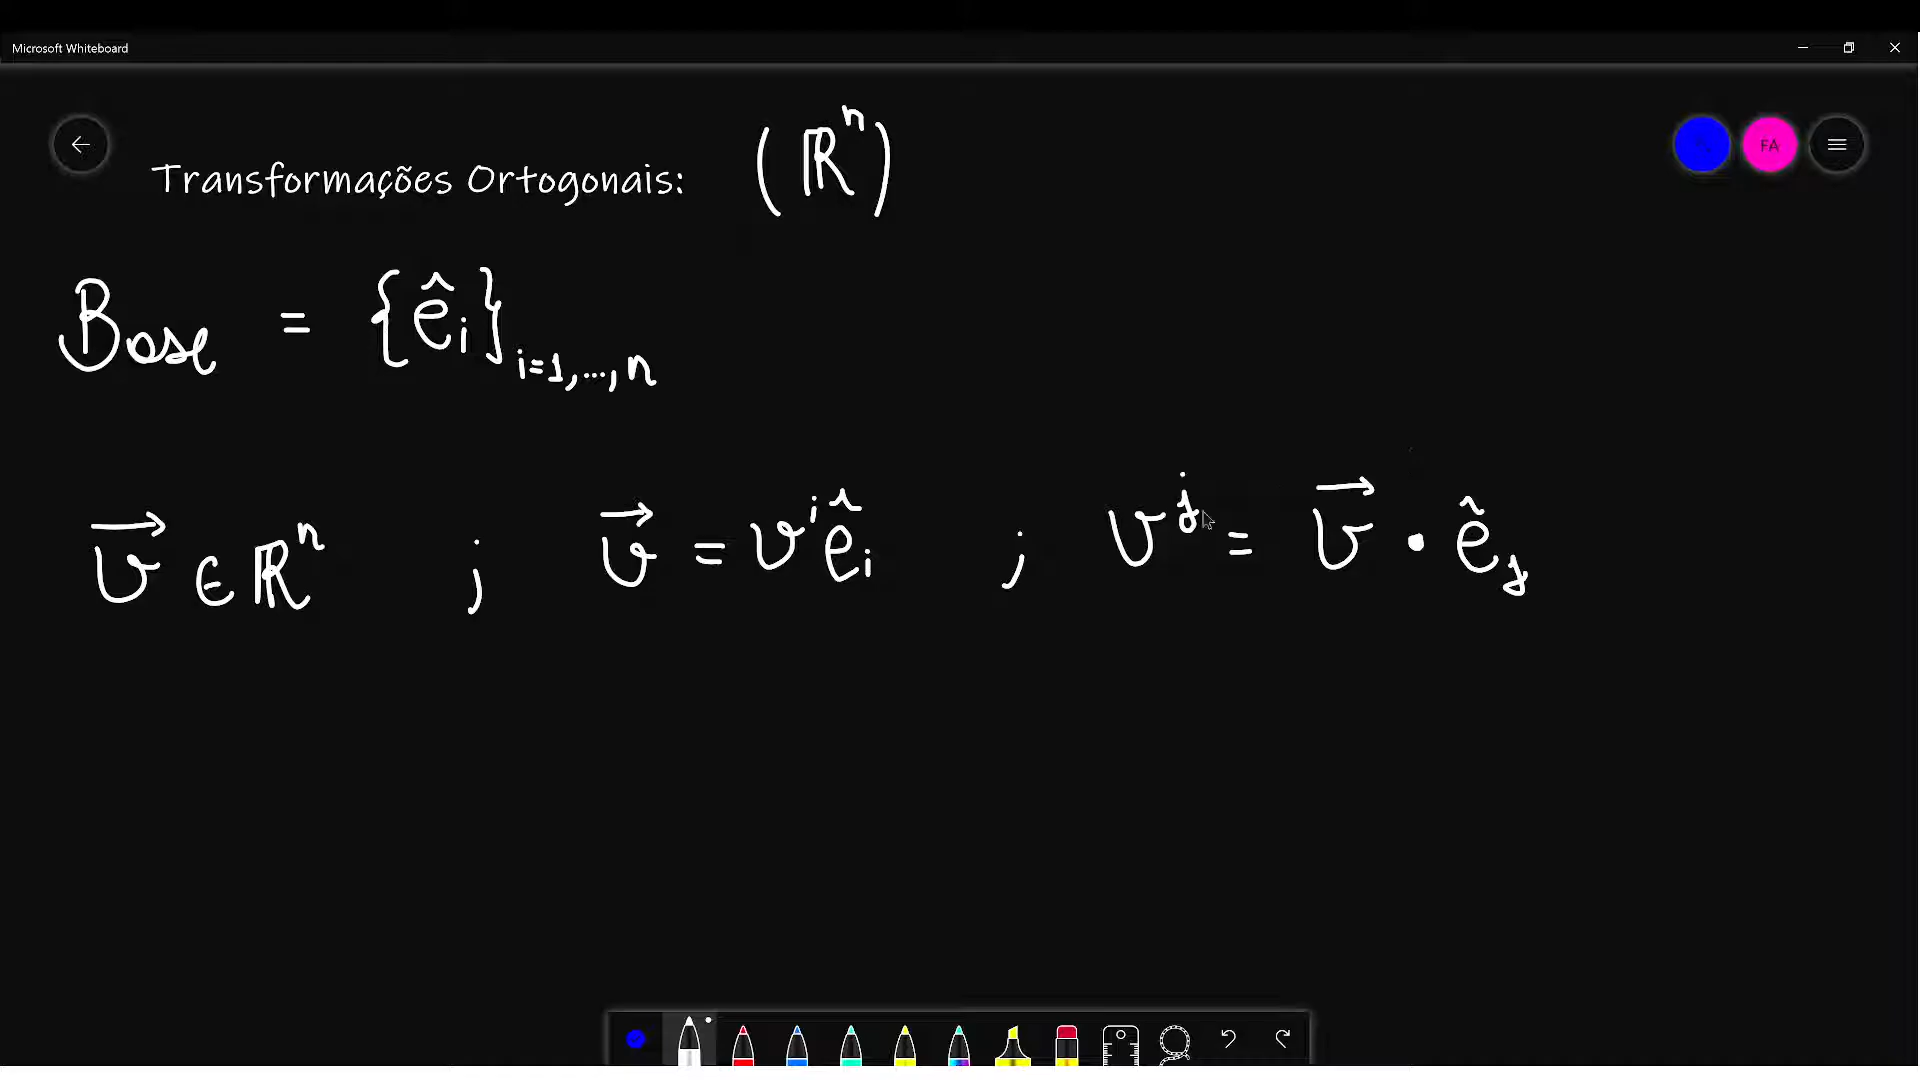 Microsoft Whiteboard
Transformações Ortogonais: (ℝⁿ)
FA
Base = {êᵢ}ᵢ₌₁,...,ₙ
v⃗ ∈ ℝⁿ ; v⃗ = vⁱêᵢ ; vʲ = v⃗ • êⱼ